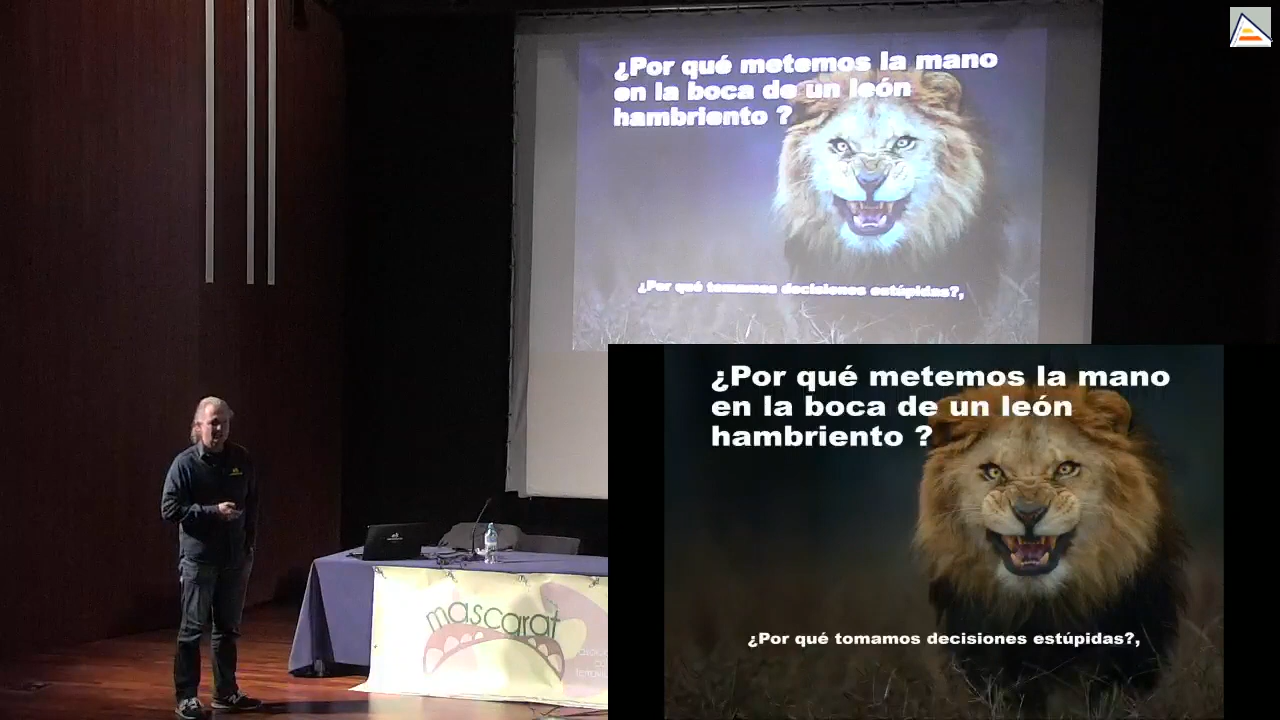 ¿Por qué metemos la mano
en la boca de un león
hambriento ?
¿Por qué tomamos decisiones estúpidas?,
¿Por qué metemos la mano
en la boca de un león
hambriento ?
¿Por qué tomamos decisiones estúpidas?,
mascarat